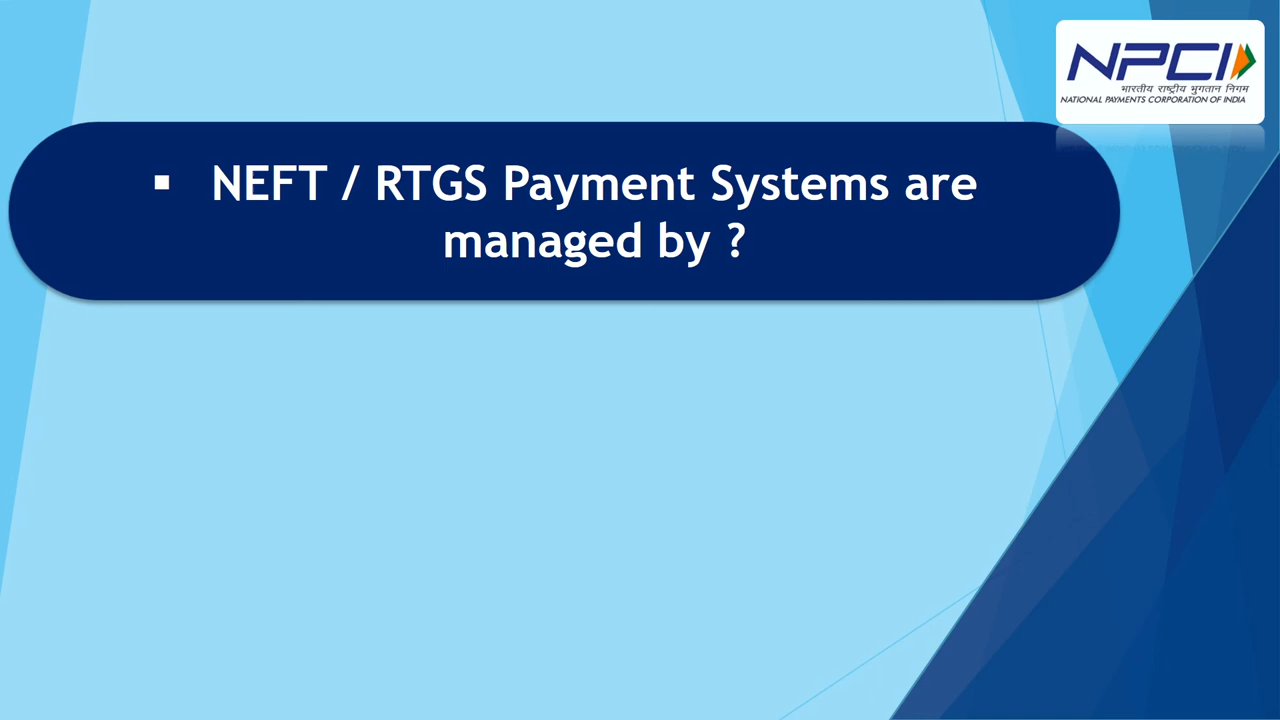 NPCI
भारतीय राष्ट्रीय भुगतान निगम
NATIONAL PAYMENTS CORPORATION OF INDIA
▪ NEFT / RTGS Payment Systems are
managed by ?